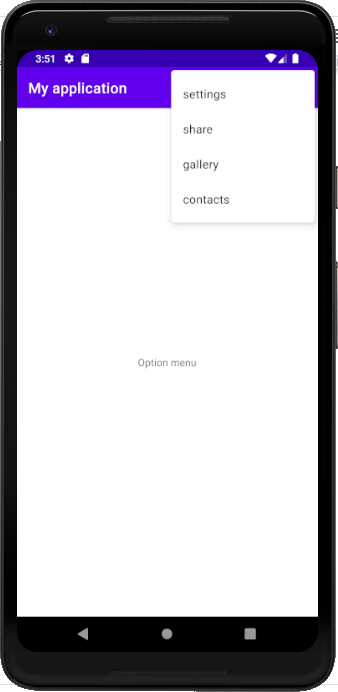 3:51
My application
settings
share
gallery
contacts
Option menu